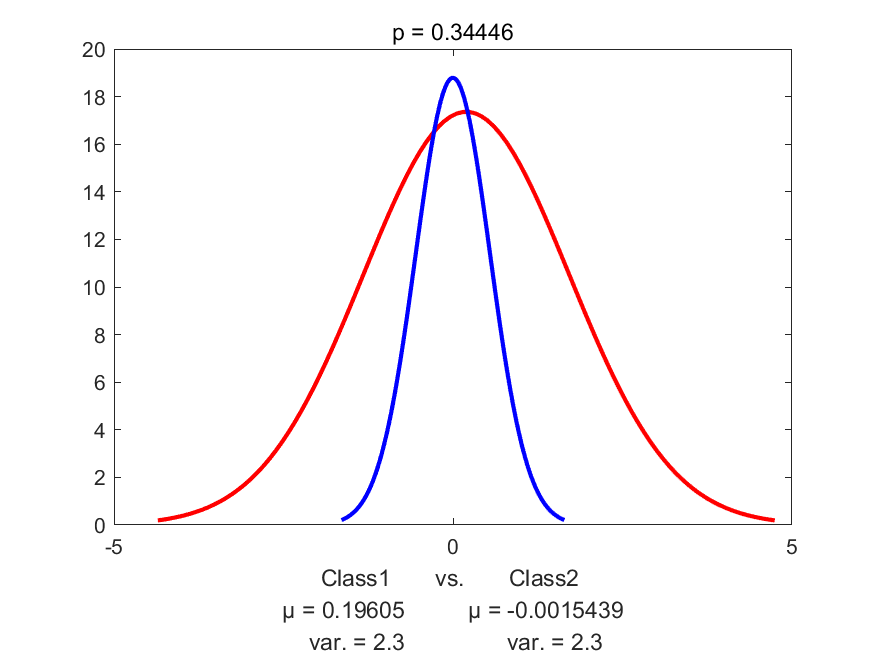 p = 0.34446
20
18
16
14
12
10
8
6
4
2
0
-5 0 5
Class1 vs. Class2
μ = 0.19605 μ = -0.0015439
var. = 2.3 var. = 2.3